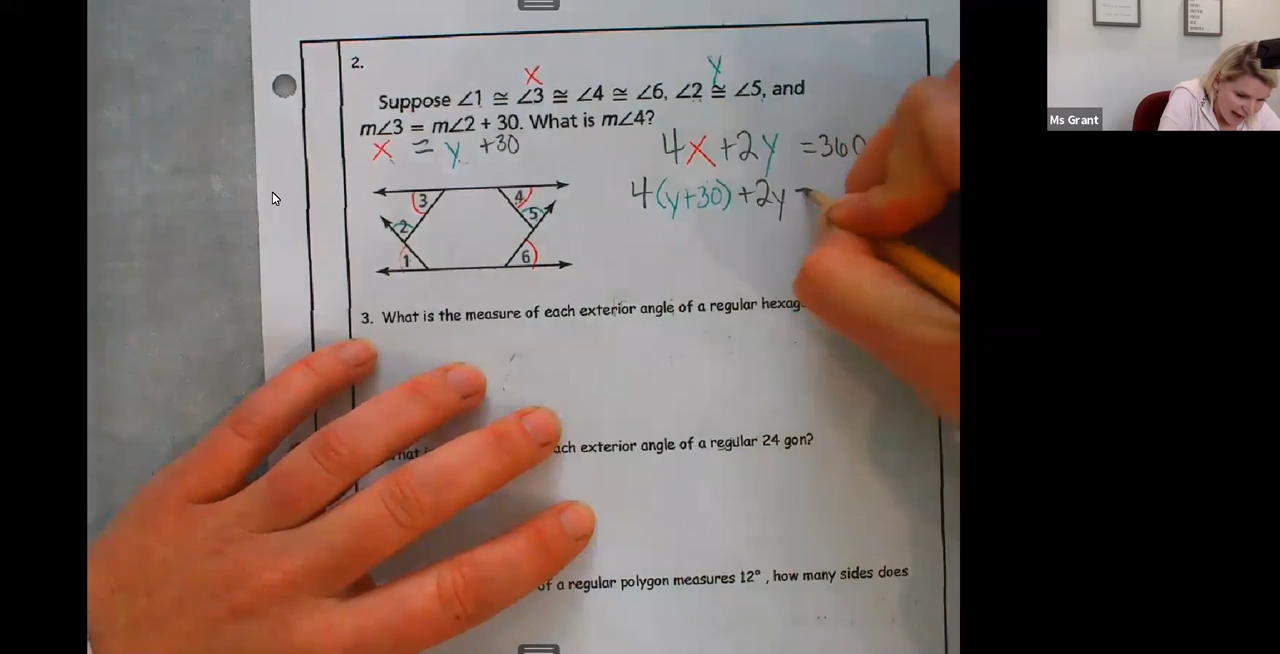 2.
x y
Suppose ∠1 ≅ ∠3 ≅ ∠4 ≅ ∠6, ∠2 ≅ ∠5, and
m∠3 = m∠2 + 30. What is m∠4?
x = y +30
4x +2y =360
4(y+30) +2y =
3 4
2 5
1 6
3. What is the measure of each exterior angle of a regular
exterior angle of a regular 24 gon?
of a regular polygon measures 12°, how many sides does
Ms Grant